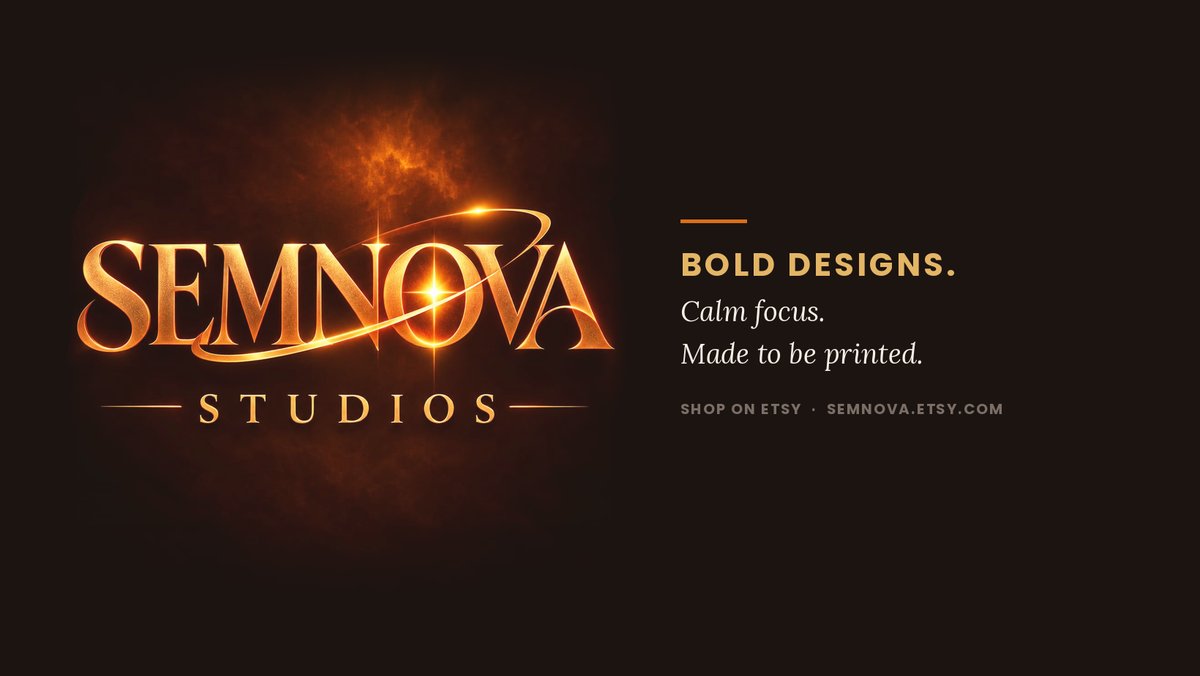 SEMNOVA
STUDIOS
BOLD DESIGNS.
Calm focus.
Made to be printed.
SHOP ON ETSY · SEMNOVA.ETSY.COM